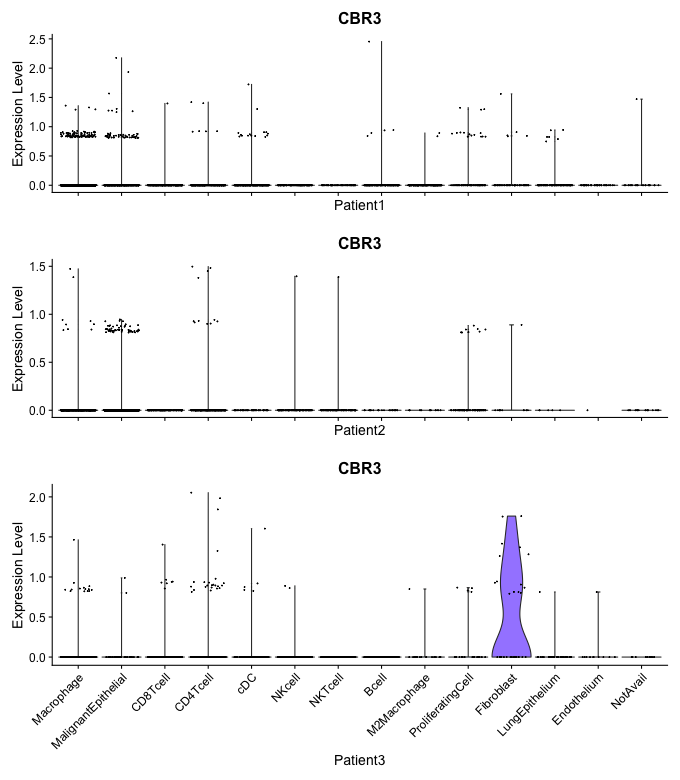 CBR3
Expression Level
2.5
2.0
1.5
1.0
0.5
0.0
Patient1
CBR3
Expression Level
1.5
1.0
0.5
0.0
Patient2
CBR3
Expression Level
2.0
1.5
1.0
0.5
0.0
Macrophage
MalignantEpithelial
CD8Tcell
CD4Tcell
cDC
NKcell
NKTcell
Bcell
M2Macrophage
ProliferatingCell
Fibroblast
LungEpithelium
Endothelium
NotAvail
Patient3